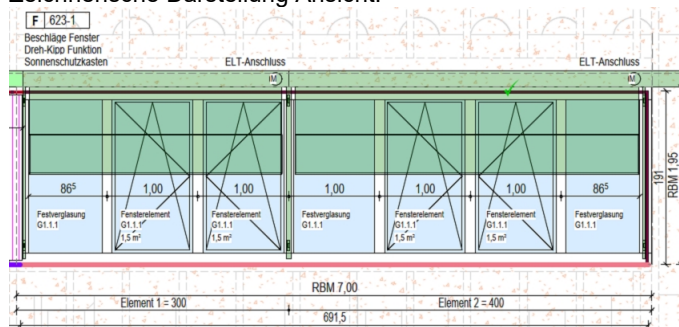 Zeichnerische Darstellung Ansicht:
F 623-1
Beschläge Fenster
Dreh-Kipp Funktion
Sonnenschutzkasten
ELT-Anschluss
ELT-Anschluss
M
M
86⁵
1,00
1,00
1,00
1,00
1,00
86⁵
Festverglasung
G1.1.1
Fensterelement
G1.1.1
1,5 m²
Fensterelement
G1.1.1
1,5 m²
Festverglasung
G1.1.1
Fensterelement
G1.1.1
1,5 m²
Fensterelement
G1.1.1
1,5 m²
Festverglasung
G1.1.1
191
RBM 1,95
RBM 7,00
Element 1 = 300
Element 2 = 400
691,5